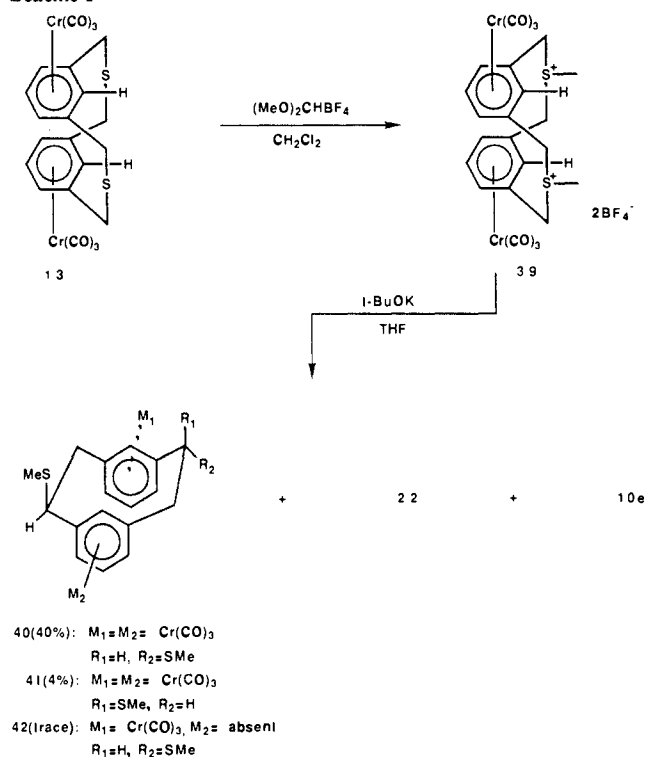 Cr(CO)3
Cr(CO)3
S
H
H
S
Cr(CO)3
13
(MeO)2CHBF4
CH2Cl2
S+
H
H
S+
Cr(CO)3
2BF4-
39
t-BuOK
THF
M1
R1
R2
MeS
H
M2
+ 22 + 10e
40(40%): M1=M2= Cr(CO)3
R1=H, R2=SMe
41(4%): M1=M2= Cr(CO)3
R1=SMe, R2=H
42(trace): M1= Cr(CO)3, M2= absent
R1=H, R2=SMe